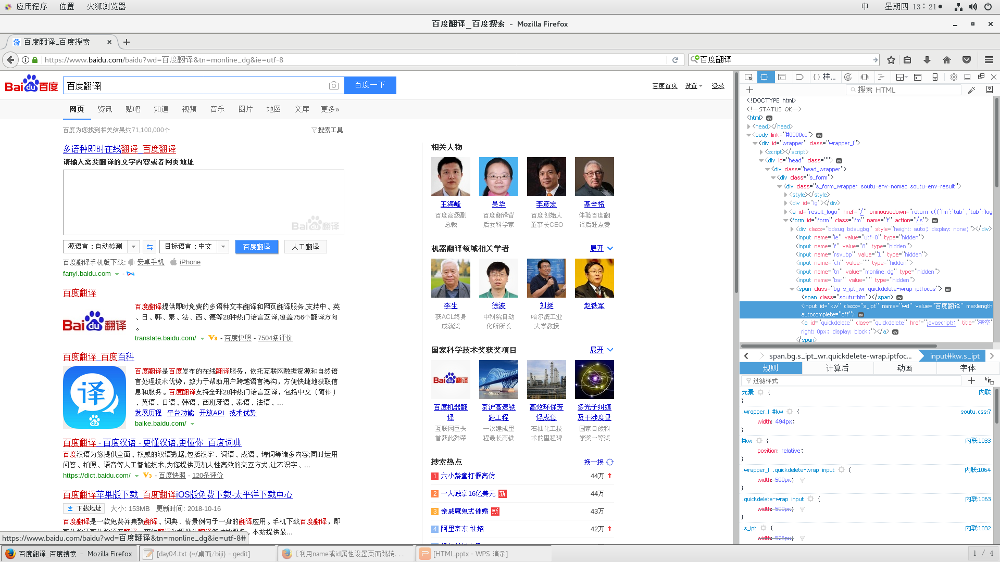 应用程序 位置 火狐浏览器 中 星期四 13：21●
百度翻译_百度搜索 - Mozilla Firefox
百度翻译_百度搜索
https://www.baidu.com/baidu?wd=百度翻译&tn=monline_dg&ie=utf-8
百度翻译
Bai du 百度 百度翻译 百度一下 百度首页 设置 登录
网页 资讯 贴吧 知道 视频 音乐 图片 地图 文库 更多»
百度为您找到相关结果约71,100,000个 搜索工具
多语种即时在线翻译_百度翻译
请输入需要翻译的文字内容或者网页地址
Bai du 翻译
源语言：自动检测 目标语言：中文 百度翻译 人工翻译
百度翻译手机版下载: 安卓手机 iPhone
fanyi.baidu.com -
百度翻译
Bai du 翻译
百度翻译提供即时免费的多语种文本翻译和网页翻译服务,支持中、英
、日、韩、泰、法、西、德等28种热门语言互译,覆盖756个翻译方向
。
translate.baidu.com/ V3 - 百度快照 - 7504条评价
百度翻译_百度百科
译
百度翻译是百度发布的在线翻译服务，依托互联网数据资源和自然语
言处理技术优势，致力于帮助用户跨越语言鸿沟，方便快捷地获取信
息和服务。百度翻译支持全球28种热门语言互译，包括中文（简体）
、英语、日语、韩语、西班牙语、泰语、法语、...
发展历程 平台功能 开放API 技术优势
baike.baidu.com/
百度翻译 - 百度汉语 - 更懂汉语,更懂你_百度词典
百度汉语为您提供全面、权威的汉语数据,包括汉字、词语、成语、诗词等诸多内容;同时运用
问答、拍照、语音等人工智能技术,为您提供更加人性高效的交互方式,让不识字、...
https://dict.baidu.com/ V3 - 百度快照 - 120条评价
百度翻译苹果版下载_百度翻译iOS版免费下载-太平洋下载中心
下载地址 大小: 153MB 更新时间: 2018-10-16
百度翻译是一款免费并集聚翻译、词典、情景例句于一身的翻译应用。手机下载百度翻译，即
https://www.baidu.com/baidu?wd=百度翻译&tn=monline_dg&ie=utf-8#
。本站提供最...
相关人物
王海峰 吴华 李彦宏 基辛格
百度高级副 百度翻译背 百度创始人 体验百度翻
总裁 后女科学家 董事长CEO 译后狂点赞
机器翻译领域相关学者 展开
李生 徐波 刘挺 赵铁军
获ACL终身 中科院自动 哈尔滨工业
成就奖 化所所长 大学教授
国家科学技术奖获奖项目 展开
Bai du 翻译
百度机器翻 京沪高速铁 高效环保芳 多光子纠缠
译 路工程 烃成套 及干涉度量
互联网巨头 一次建成里 石油化工技 国家自然科
首获此殊荣 程最长高铁 术的里程碑 学奖一等奖
搜索热点 换一换
1 六小龄童打假高仿 44万
2 一人独享16亿美元 新 44万
3 亲戚魔鬼式催婚 新 43万
4 阿里京东 社招 42万
{ } 样...
搜索 HTML
<!DOCTYPE html>
<!--STATUS OK-->
<html> ev
<head></head>
<body link="#0000cc"> ev
<div id="wrapper" class="wrapper_l">
<script></script>
<div id="head" class=""> ev
<div class="head_wrapper">
<div class="s_form">
<div class="s_form_wrapper soutu-env-nomac soutu-env-result">
<style></style>
<div id="lg"></div>
<a id="result_logo" href="/" onmousedown="return c({'fm':'tab','tab':'logo
<form id="form" class="fm" name="f" action="/s"> ev
<div class="bdsug bdsugbg" style="height: auto; display: none;"></div>
<input name="ie" value="utf-8" type="hidden">
<input name="f" value="8" type="hidden">
<input name="rsv_bp" value="1" type="hidden">
<input name="ch" value="" type="hidden">
<input name="tn" value="monline_dg" type="hidden">
<input name="bar" value="" type="hidden">
<span class="bg s_ipt_wr quickdelete-wrap iptfocus"> ev
<span class="soutu-btn"></span> ev
<input id="kw" class="s_ipt" name="wd" value="百度翻译" maxlength=
autocomplete="off"> ev
<a id="quickdelete" class="quickdelete" href="javascript:;" title="清空"
right: 0px; display: block;"></a> ev
</span>
span.bg.s_ipt_wr.quickdelete-wrap.iptfoc... input#kw.s_ipt
规则 计算后 动画 字体
过滤样式
元素 { 内联
}
.wrapper_l #kw { soutu.css:7
width: 494px;
}
#kw { 内联:1033
position: relative;
}
.wrapper_l .quickdelete-wrap input { 内联:1064
width: 500px;
}
.quickdelete-wrap input { 内联:1063
width: 500px;
}
.s_ipt { 内联:1032
width: 526px;
百度翻译_百度搜索 - Mozilla Firefox [day04.txt (~/桌面/biji) - gedit] [利用name或id属性设置页面跳转... [HTML.pptx - WPS 演示] 1 / 4